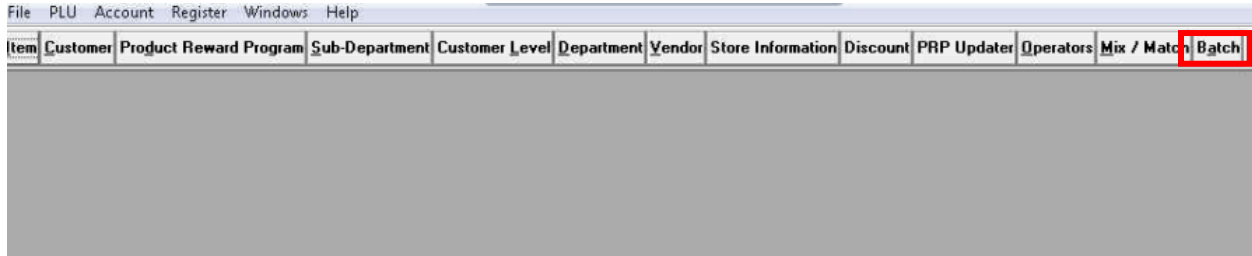 File PLU Account Register Windows Help
Item Customer Product Reward Program Sub-Department Customer Level Department Vendor Store Information Discount PRP Updater Operators Mix / Match Batch